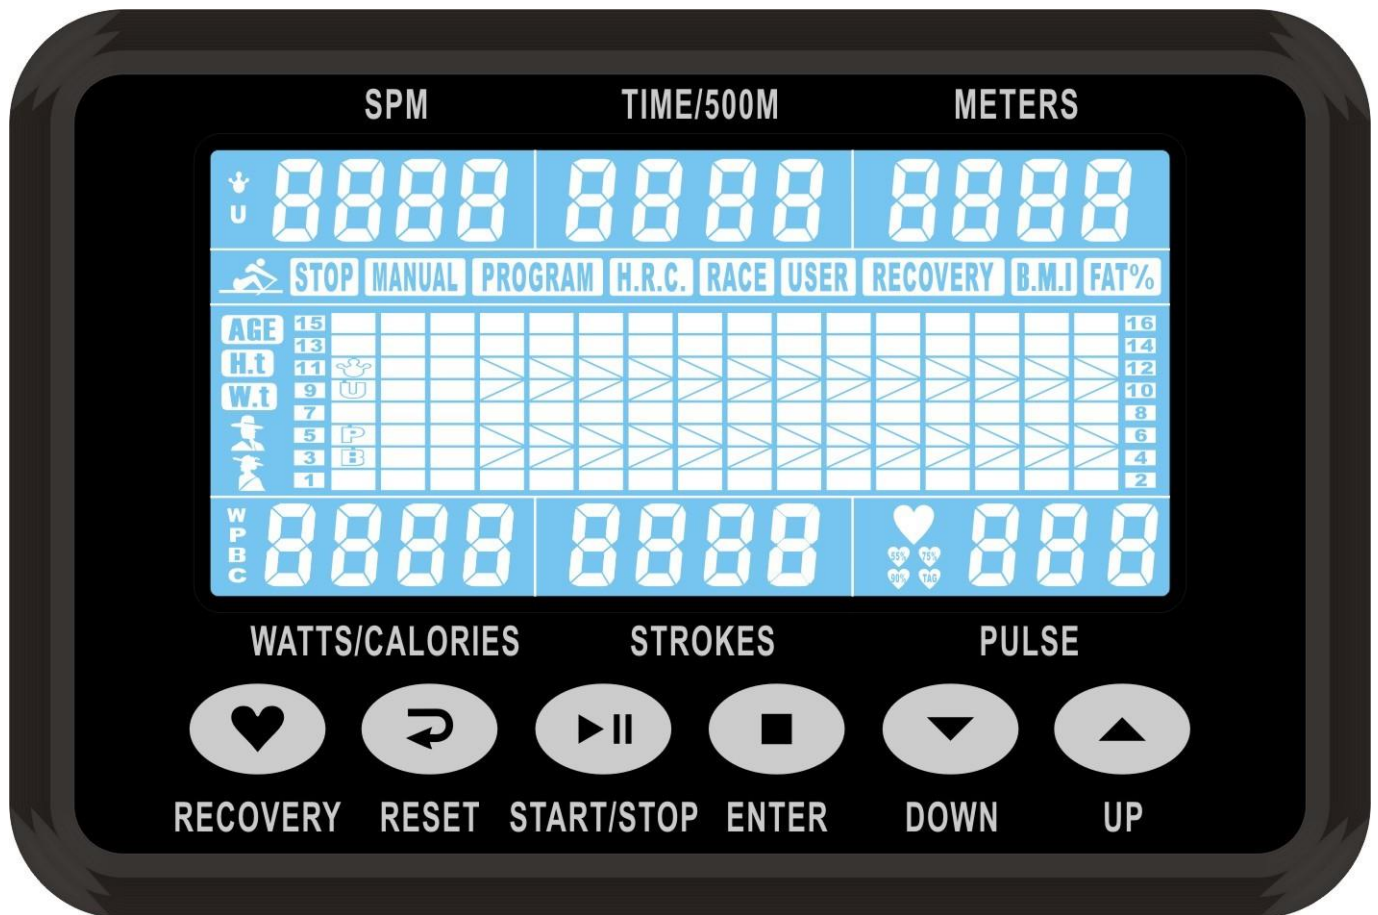 SPM TIME/500M METERS
8888 8888 8888
U
STOP MANUAL PROGRAM H.R.C. RACE USER RECOVERY B.M.I FAT%
AGE 15 16
13 14
H.t 11 12
W.t 9 U 10
7 8
5 P 6
3 B 4
1 2
W
P
B
C
8888 8888 888
55% 75%
90% TAG
WATTS/CALORIES STROKES PULSE
RECOVERY RESET START/STOP ENTER DOWN UP